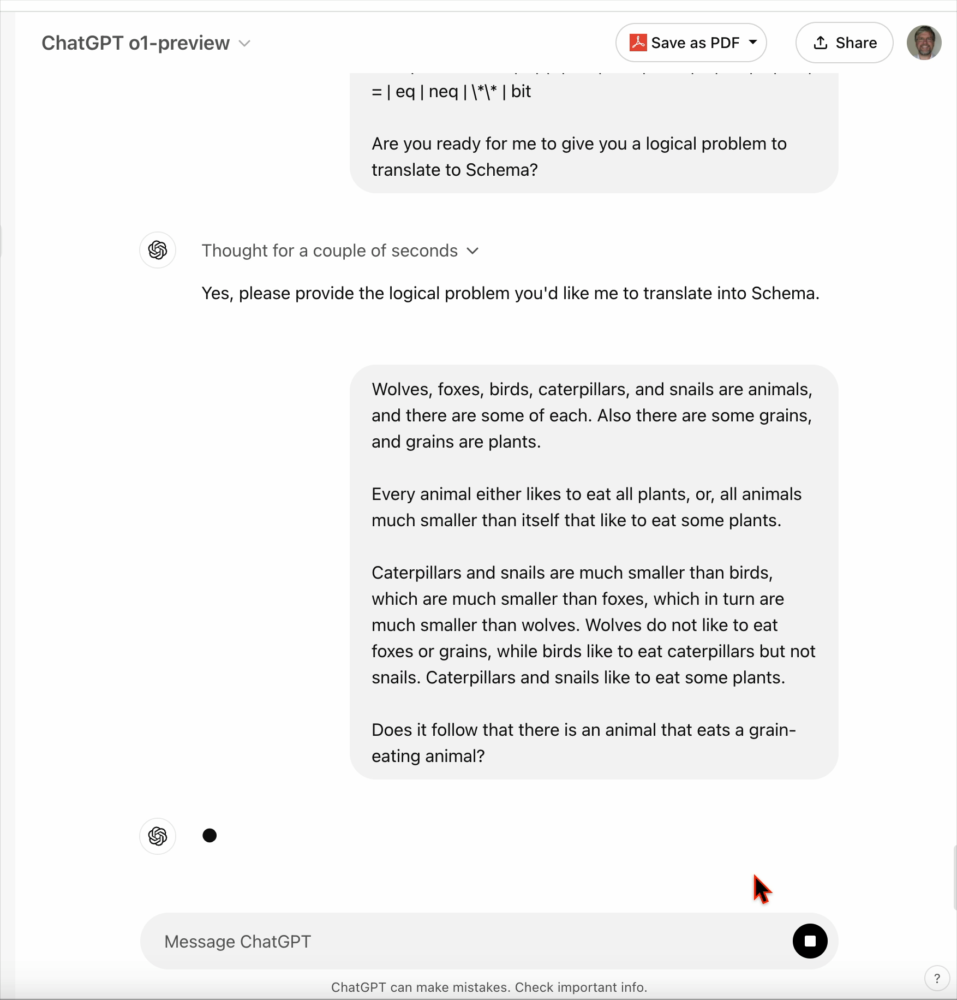 ChatGPT o1-preview
Save as PDF
Share
= | eq | neq | \*\* | bit
Are you ready for me to give you a logical problem to
translate to Schema?
Thought for a couple of seconds
Yes, please provide the logical problem you'd like me to translate into Schema.
Wolves, foxes, birds, caterpillars, and snails are animals,
and there are some of each. Also there are some grains,
and grains are plants.
Every animal either likes to eat all plants, or, all animals
much smaller than itself that like to eat some plants.
Caterpillars and snails are much smaller than birds,
which are much smaller than foxes, which in turn are
much smaller than wolves. Wolves do not like to eat
foxes or grains, while birds like to eat caterpillars but not
snails. Caterpillars and snails like to eat some plants.
Does it follow that there is an animal that eats a grain-
eating animal?
Message ChatGPT
ChatGPT can make mistakes. Check important info.
?